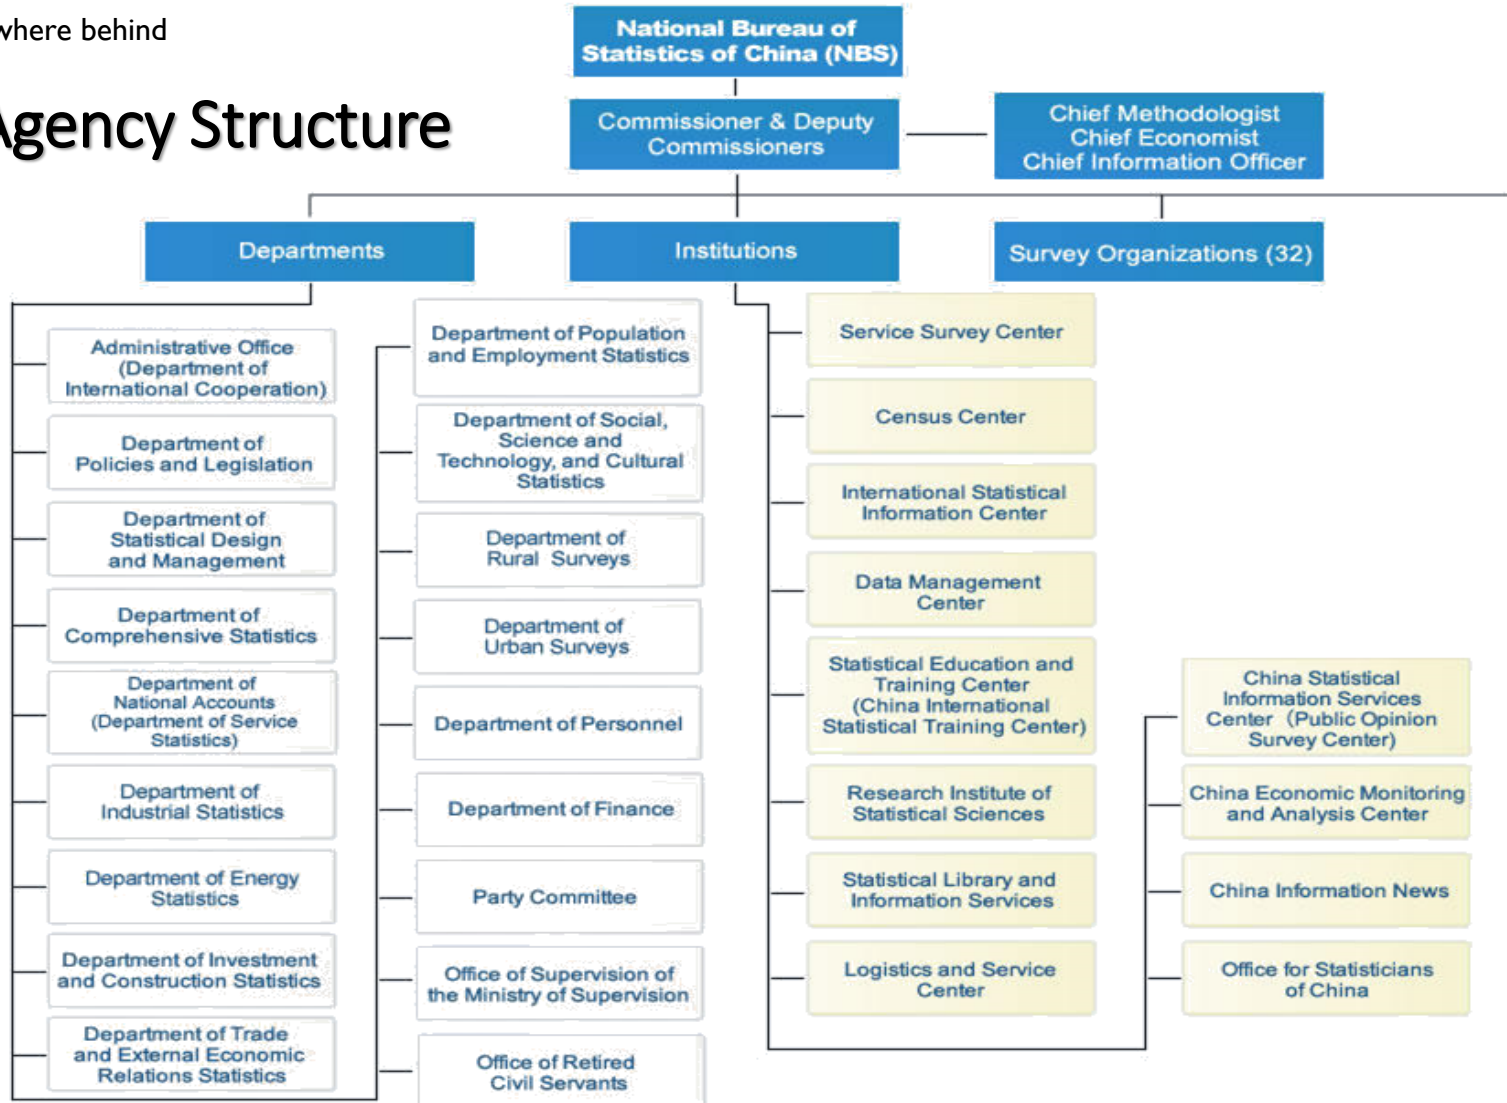 where behind
Agency Structure
National Bureau of
Statistics of China (NBS)
Commissioner & Deputy
Commissioners
Chief Methodologist
Chief Economist
Chief Information Officer
Departments
Institutions
Survey Organizations (32)
Administrative Office
(Department of
International Cooperation)
Department of
Policies and Legislation
Department of
Statistical Design
and Management
Department of
Comprehensive Statistics
Department of
National Accounts
(Department of Service
Statistics)
Department of
Industrial Statistics
Department of Energy
Statistics
Department of Investment
and Construction Statistics
Department of Trade
and External Economic
Relations Statistics
Department of Population
and Employment Statistics
Department of Social,
Science and
Technology, and Cultural
Statistics
Department of
Rural Surveys
Department of
Urban Surveys
Department of Personnel
Department of Finance
Party Committee
Office of Supervision of
the Ministry of Supervision
Office of Retired
Civil Servants
Service Survey Center
Census Center
International Statistical
Information Center
Data Management
Center
Statistical Education and
Training Center
(China International
Statistical Training Center)
Research Institute of
Statistical Sciences
Statistical Library and
Information Services
Logistics and Service
Center
China Statistical
Information Services
Center（Public Opinion
Survey Center)
China Economic Monitoring
and Analysis Center
China Information News
Office for Statisticians
of China